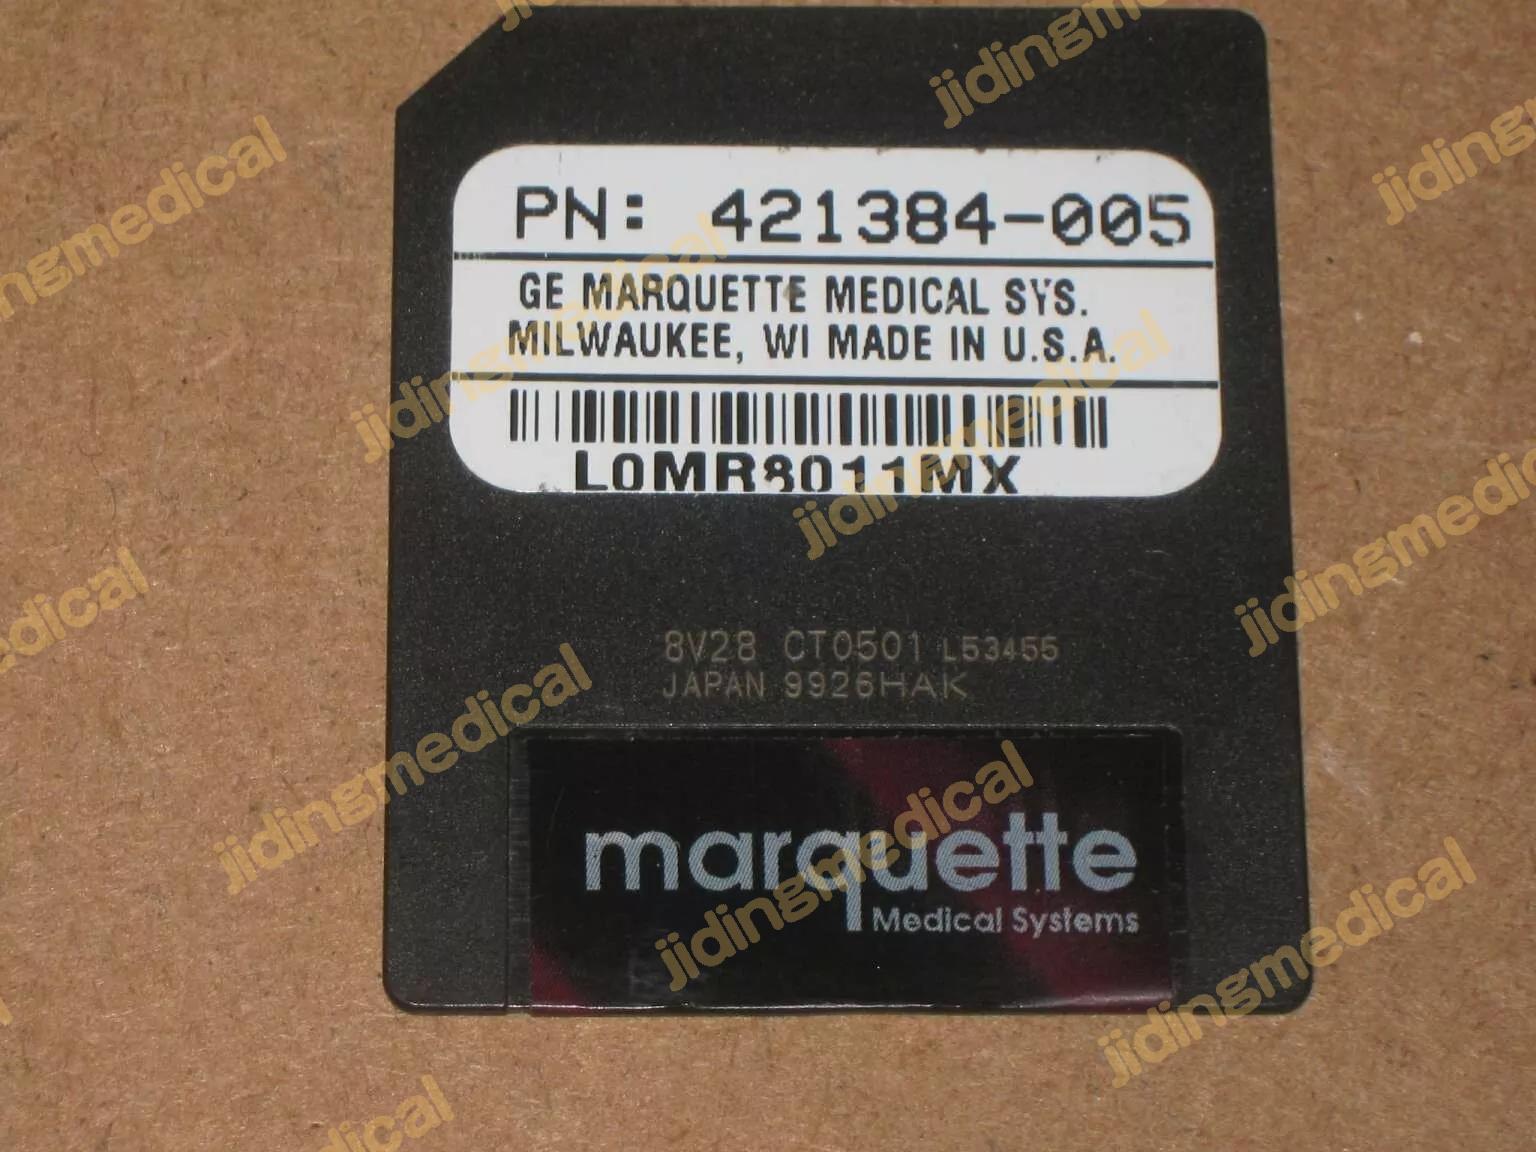 PN: 421384-005
GE MARQUETTE MEDICAL SYS.
MILWAUKEE, WI MADE IN U.S.A.
L0MR8011MX
8V28 CT0501 L53455
JAPAN 9926HAK
marquette
Medical Systems
jidingmedical